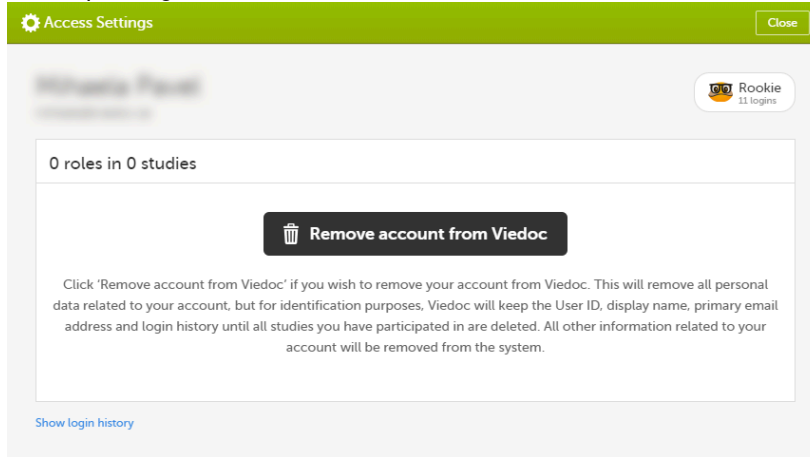 Access Settings
Close
Rookie
11 logins
0 roles in 0 studies
Remove account from Viedoc
Click 'Remove account from Viedoc' if you wish to remove your account from Viedoc. This will remove all personal
data related to your account, but for identification purposes, Viedoc will keep the User ID, display name, primary email
address and login history until all studies you have participated in are deleted. All other information related to your
account will be removed from the system.
Show login history